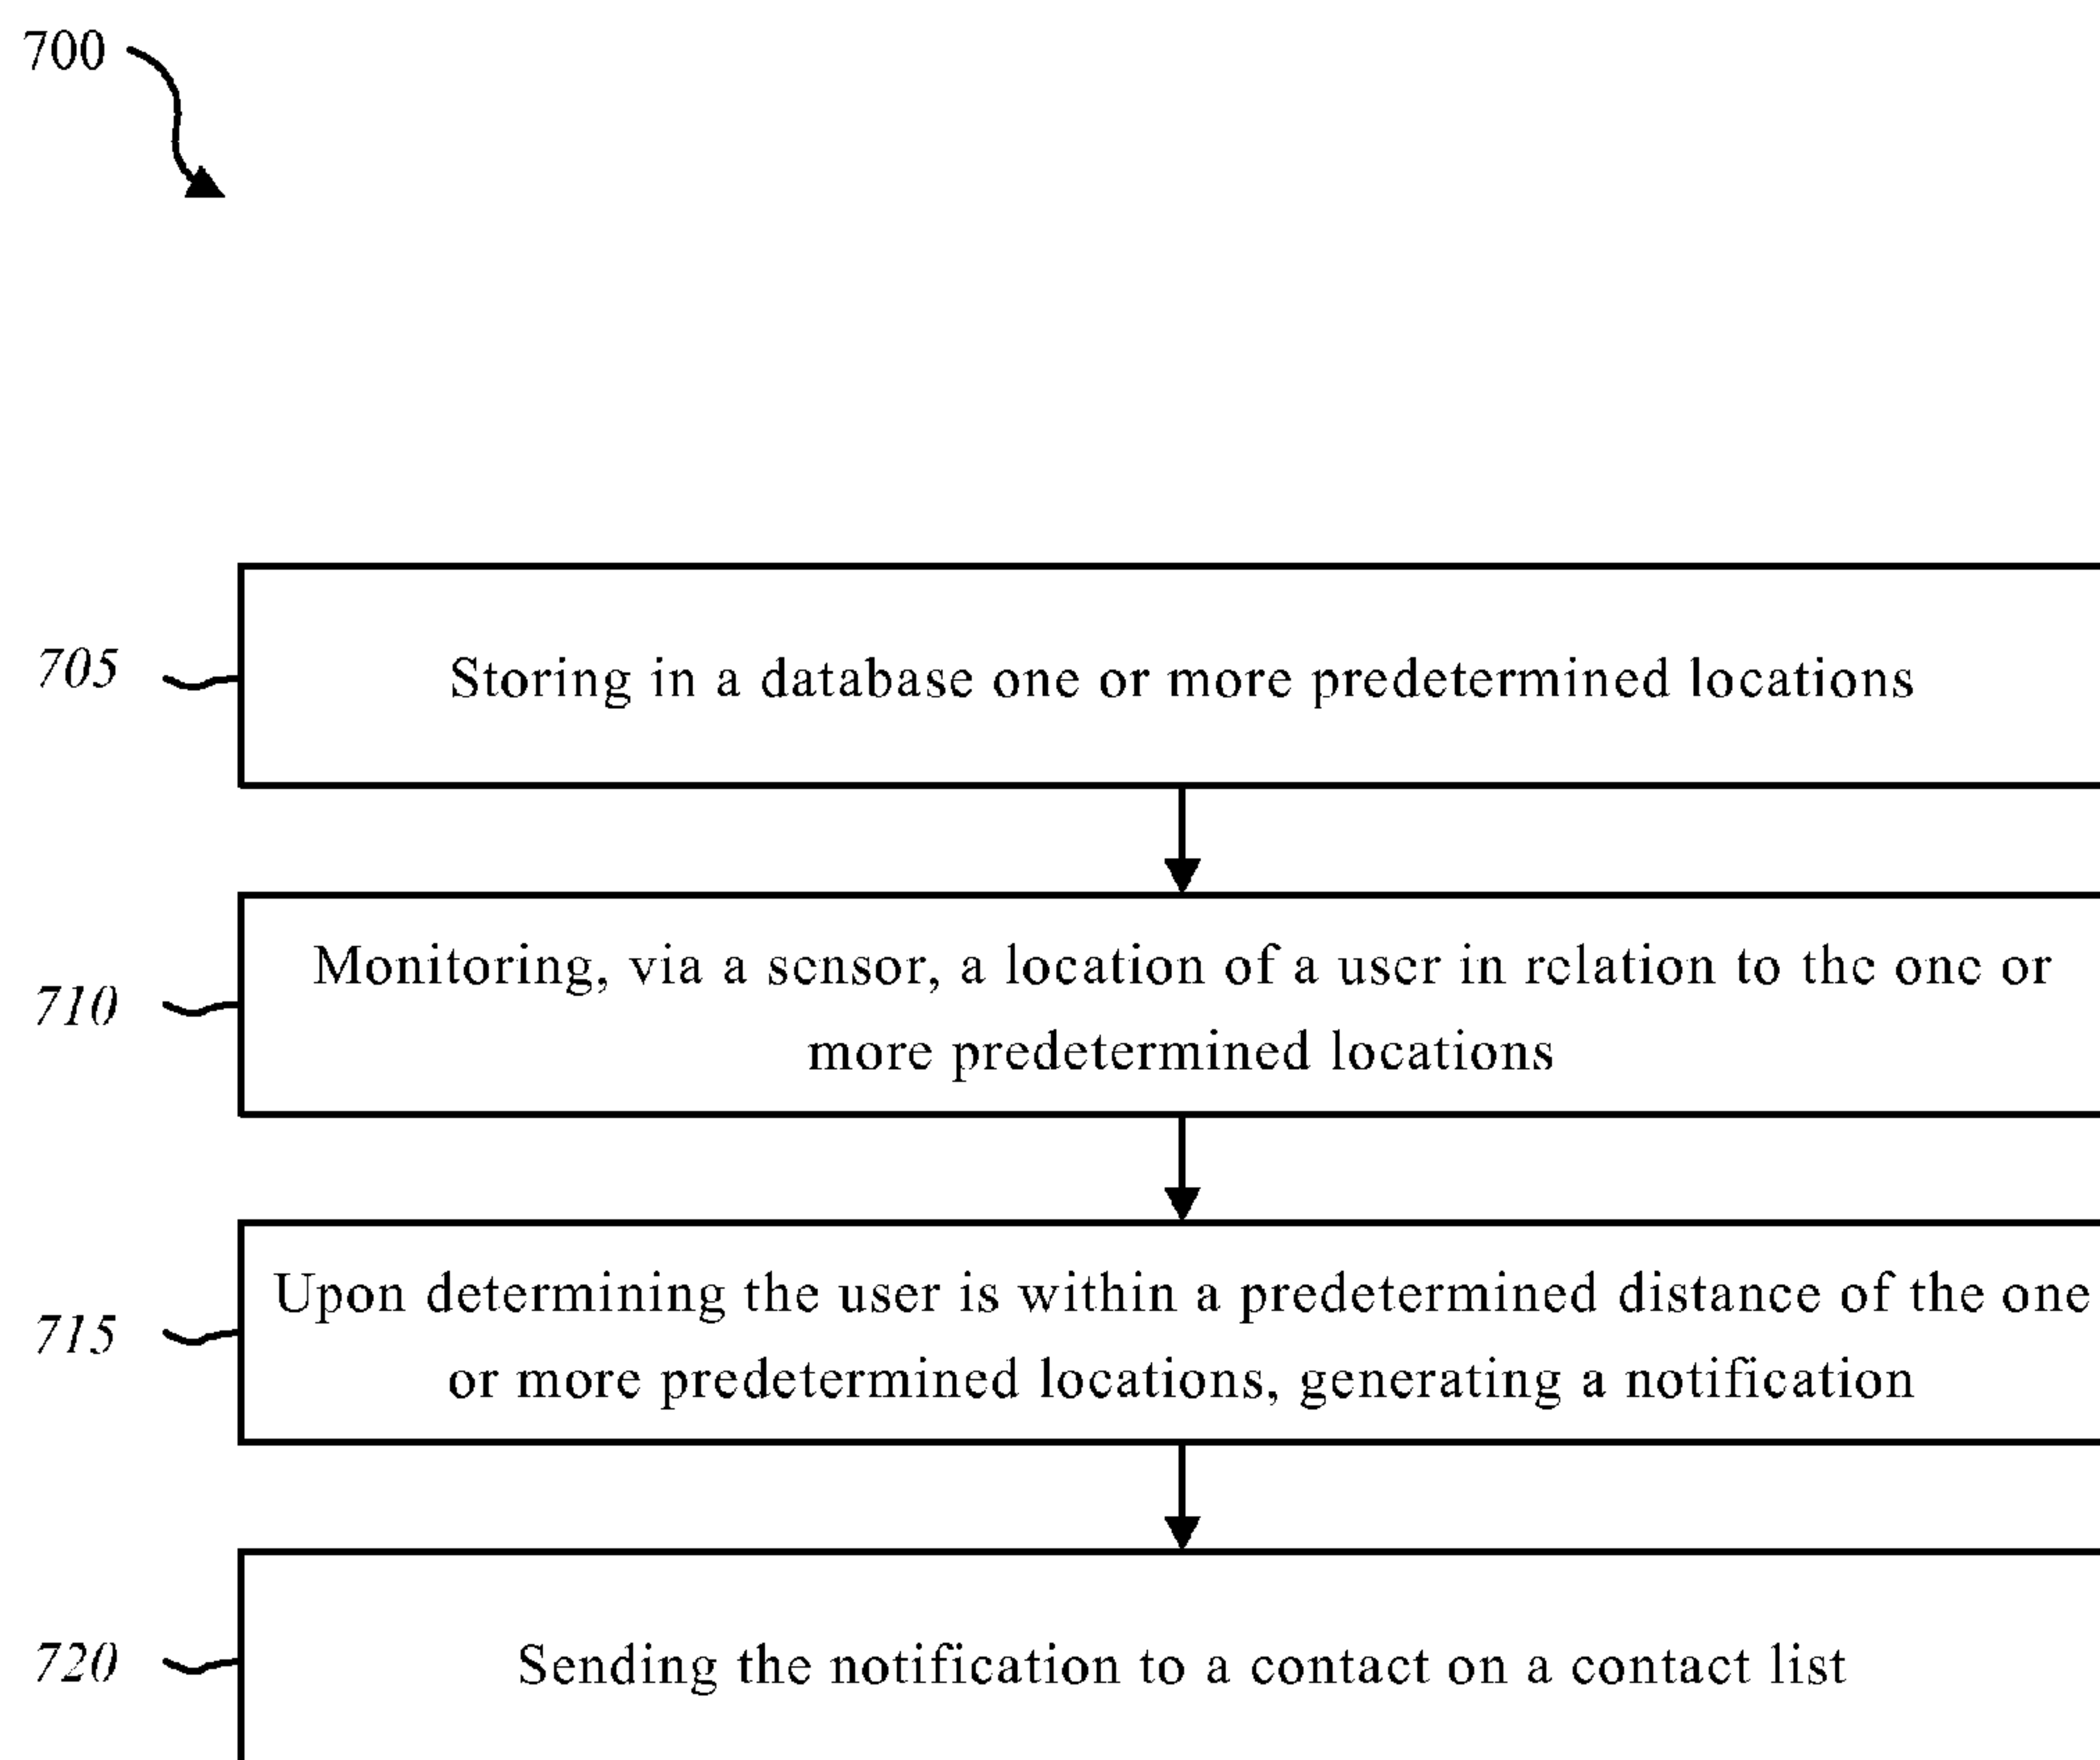 700
705
Storing in a database one or more predetermined locations
710
Monitoring, via a sensor, a location of a user in relation to the one or
more predetermined locations
715
Upon determining the user is within a predetermined distance of the one
or more predetermined locations, generating a notification
720
Sending the notification to a contact on a contact list